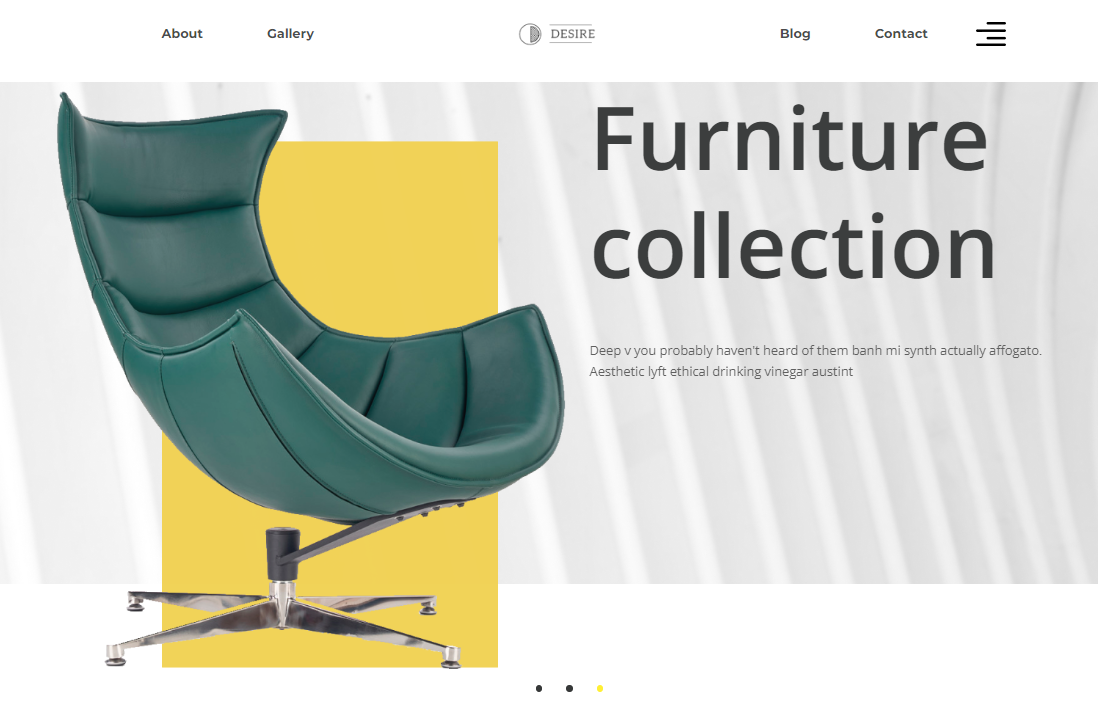 About
Gallery
DESIRE
Blog
Contact
Furniture
collection
Deep v you probably haven't heard of them banh mi synth actually affogato.
Aesthetic lyft ethical drinking vinegar austint